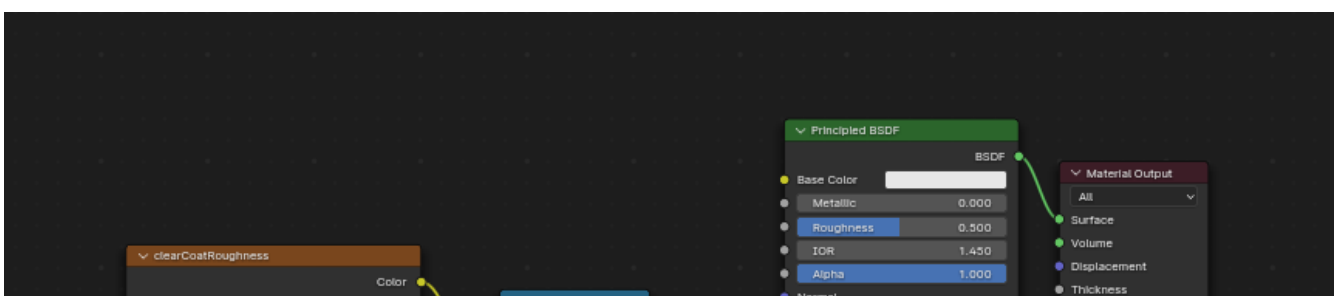 Principled BSDF
BSDF
Base Color
Metallic 0.000
Roughness 0.500
IOR 1.450
Alpha 1.000
Normal
Material Output
All
Surface
Volume
Displacement
Thickness
clearCoatRoughness
Color